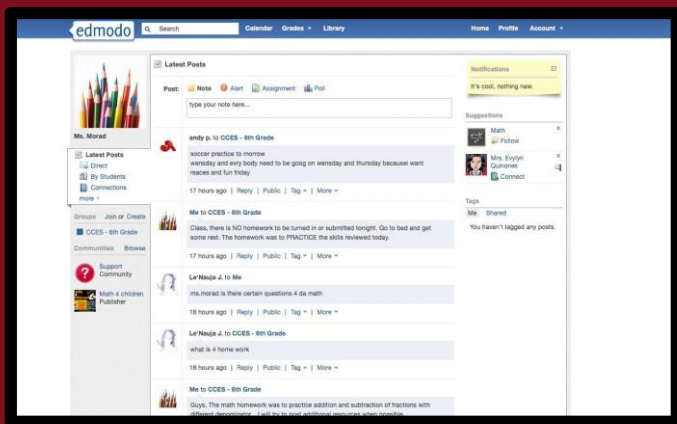 edmodo
Search
Calendar Grades Library
Home Profile Account
Ms. Morad
Latest Posts
Direct
By Students
Connections
more
Groups Join or Create
CCES - 6th Grade
Communities Browse
Support
Community
Math 4 children
Publisher
Latest Posts
Post: Note Alert Assignment Poll
type your note here...
andy p. to CCES - 6th Grade
soccer practice to morrow
wensday and evry body need to be goog on wensday and thursday becausei want
reaces and fun friday
17 hours ago | Reply | Public | Tag | More
Me to CCES - 6th Grade
Class, there is NO homework to be turned in or submitted tonight. Go to bed and get
some rest. The homework was to PRACTICE the skills reviewed today.
17 hours ago | Reply | Public | Tag | More
Le'Nauja J. to Me
ms.morad is there certain questions 4 da math
18 hours ago | Reply | Public | Tag | More
Le'Nauja J. to CCES - 6th Grade
what is 4 home work
18 hours ago | Reply | Public | Tag | More
Me to CCES - 6th Grade
Guys, The math homework was to practice addition and subtraction of fractions with
different denominator... I will try to post additional resources when possible
Notifications
It's cool, nothing new.
Suggestions
Math
Follow
Mrs. Evylyn
Quinones
Connect
Tags
Me Shared
You haven't tagged any posts.